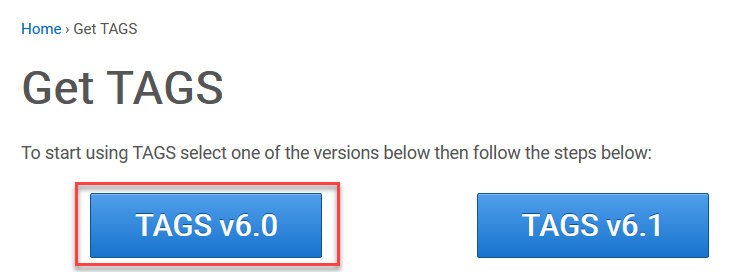 Home › Get TAGS
Get TAGS
To start using TAGS select one of the versions below then follow the steps below:
TAGS v6.0 TAGS v6.1